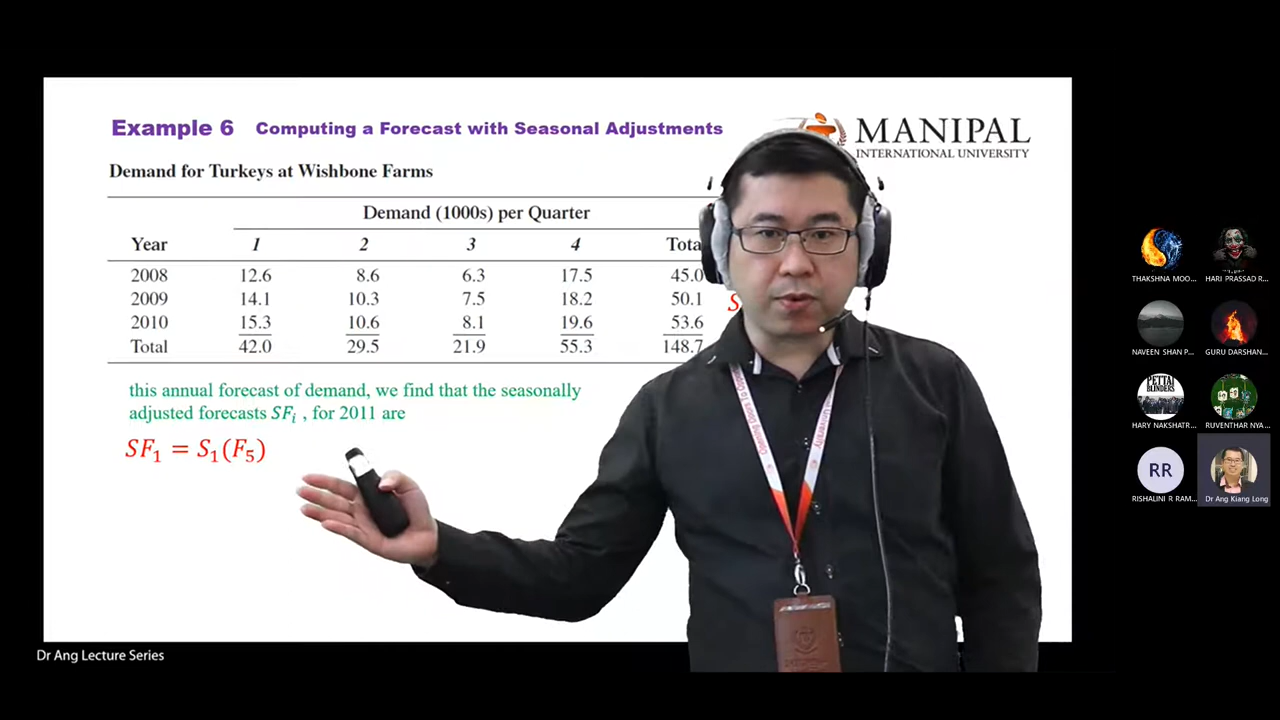 Example 6 Computing a Forecast with Seasonal Adjustments
MANIPAL
INTERNATIONAL UNIVERSITY
Demand for Turkeys at Wishbone Farms
Demand (1000s) per Quarter
Year 1 2 3 4 Tota
2008 12.6 8.6 6.3 17.5 45.0
2009 14.1 10.3 7.5 18.2 50.1
2010 15.3 10.6 8.1 19.6 53.6
Total 42.0 29.5 21.9 55.3 148.7
S
this annual forecast of demand, we find that the seasonally
adjusted forecasts SFᵢ , for 2011 are
SF₁ = S₁(F₅)
Dr Ang Lecture Series
THAKSHNA MOO...
HARI PRASSAD R...
NAVEEN SHAN P...
GURU DARSHAN...
PETTAI
BLINDERS
HARY NAKSHATR...
RUVENTHAR NYA...
RR
RISHALINI R RAM...
Dr Ang Kiang Long